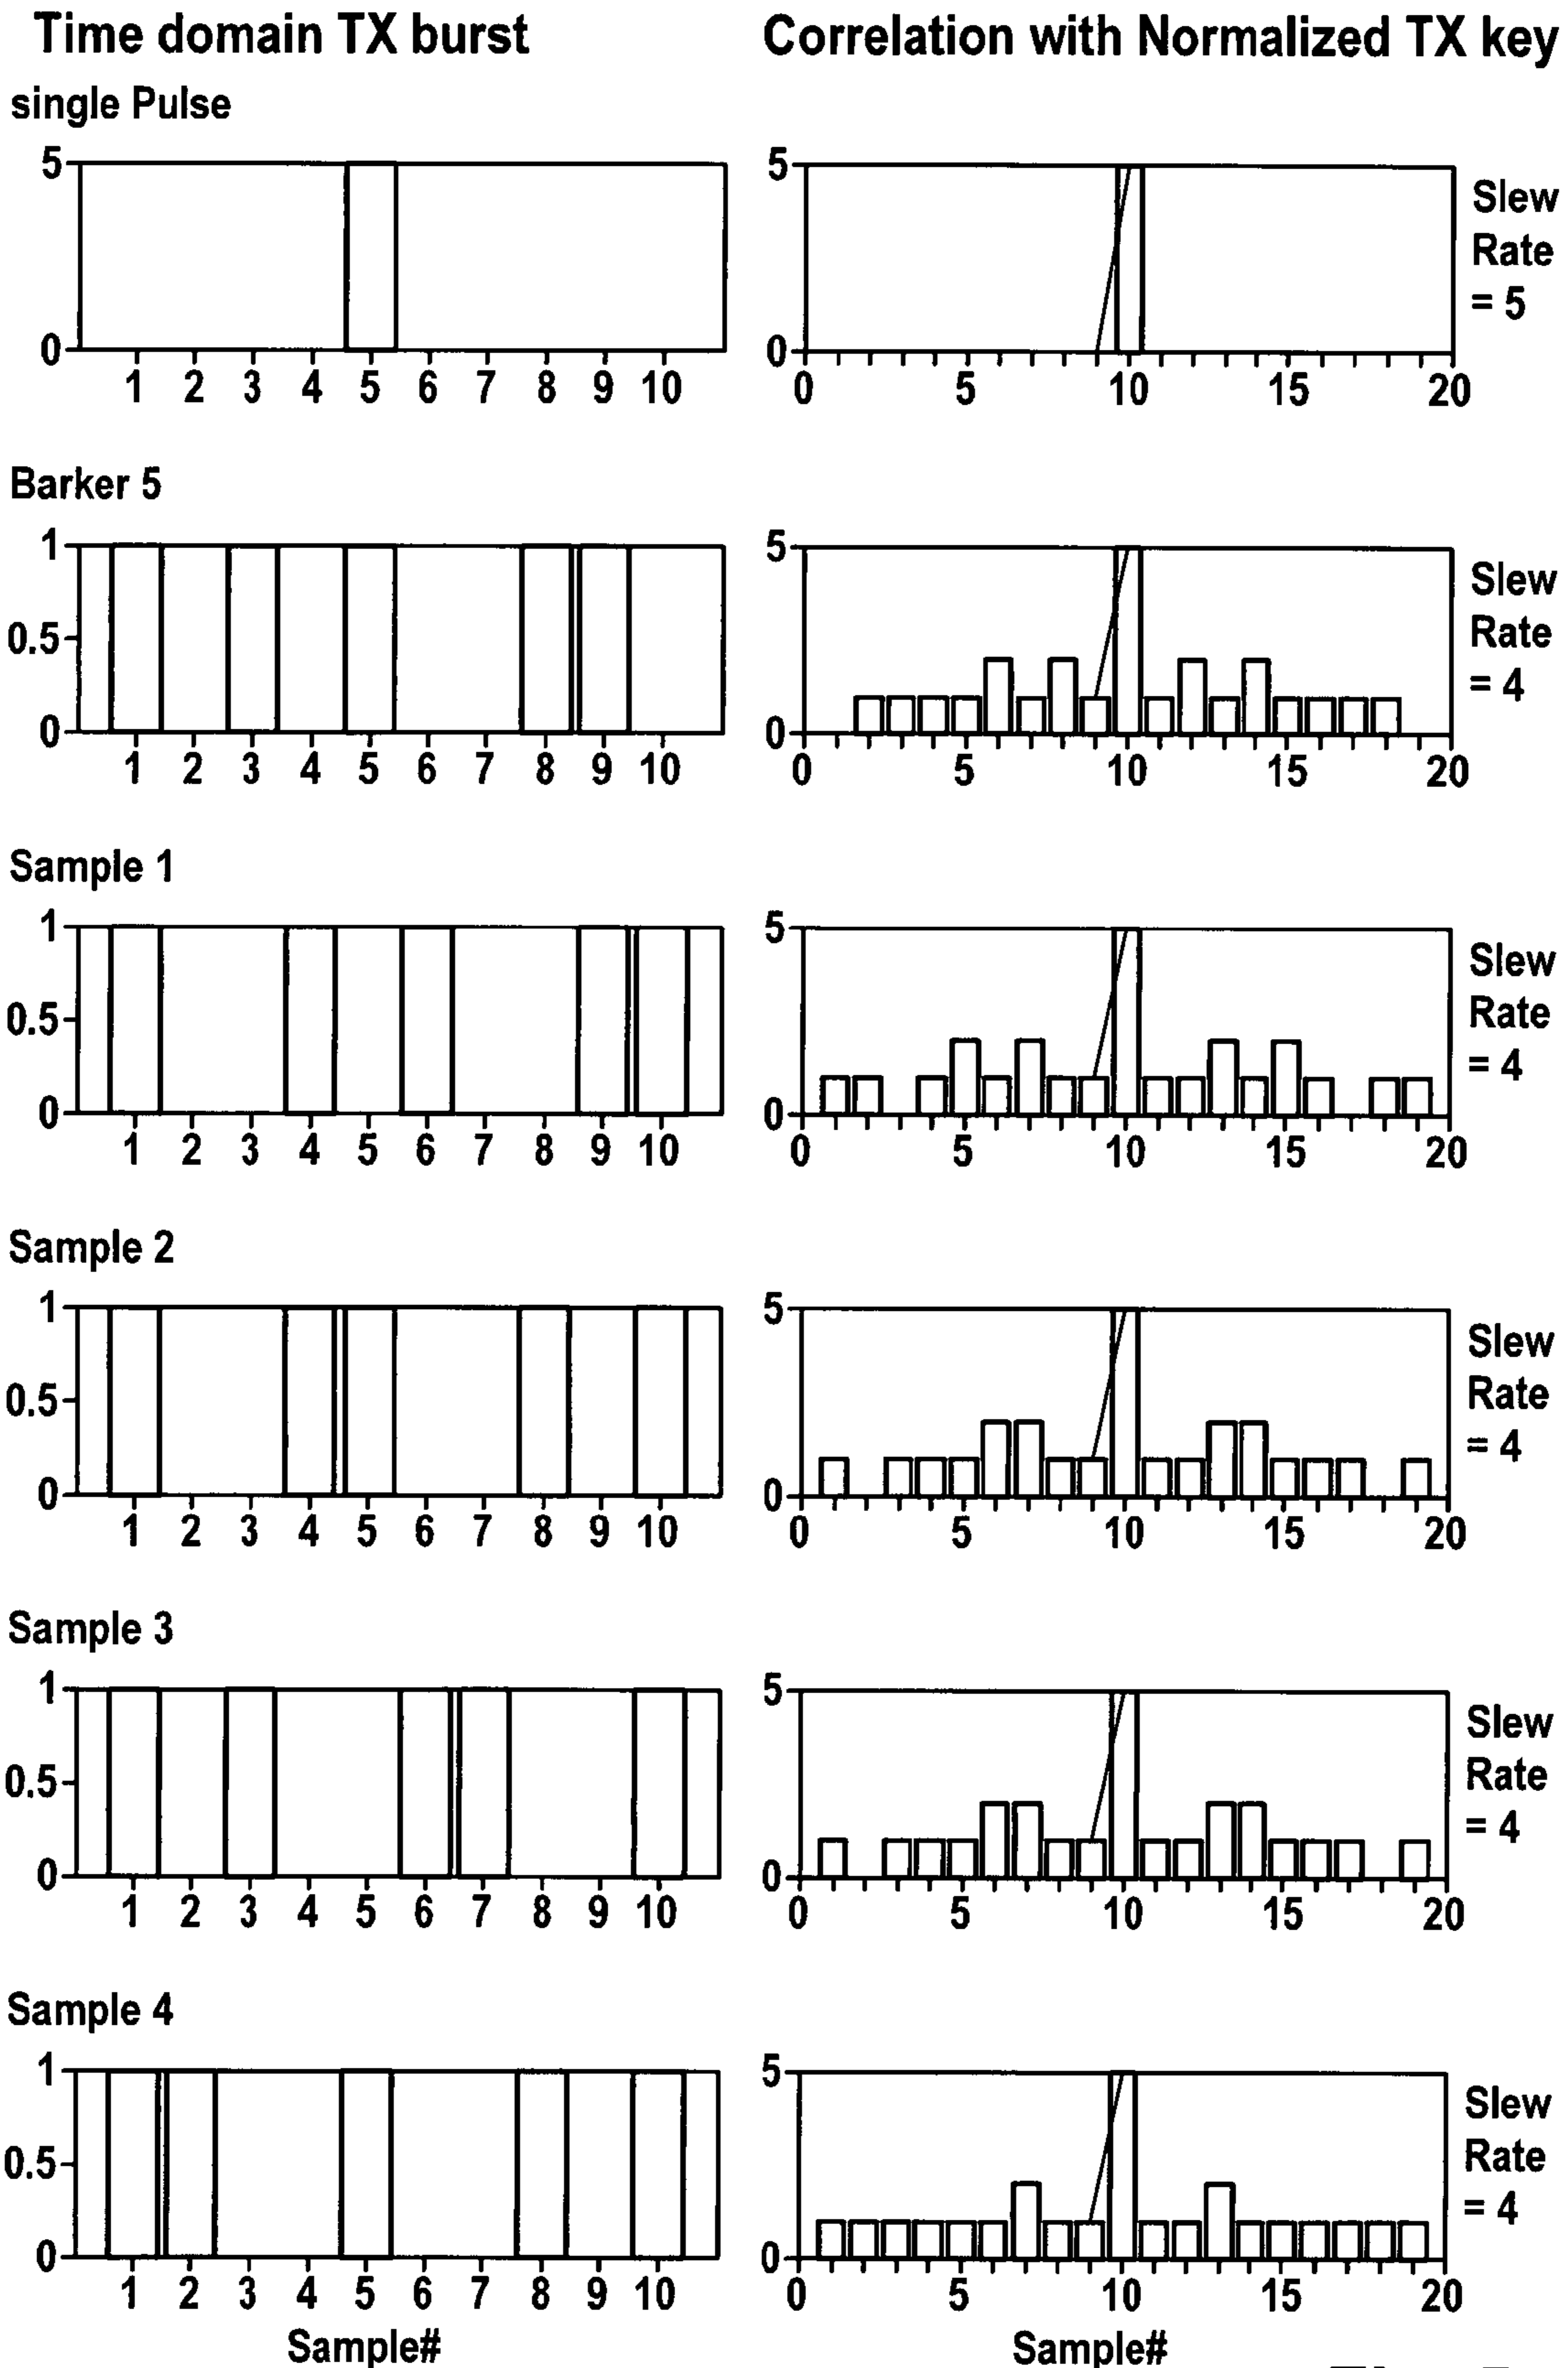 Time domain TX burst
Correlation with Normalized TX key
single Pulse
5
0
1 2 3 4 5 6 7 8 9 10
5
0
0 5 10 15 20
Slew
Rate
= 5
Barker 5
1
0.5
0
1 2 3 4 5 6 7 8 9 10
5
0
0 5 10 15 20
Slew
Rate
= 4
Sample 1
1
0.5
0
1 2 3 4 5 6 7 8 9 10
5
0
0 5 10 15 20
Slew
Rate
= 4
Sample 2
1
0.5
0
1 2 3 4 5 6 7 8 9 10
5
0
0 5 10 15 20
Slew
Rate
= 4
Sample 3
1
0.5
0
1 2 3 4 5 6 7 8 9 10
5
0
0 5 10 15 20
Slew
Rate
= 4
Sample 4
1
0.5
0
1 2 3 4 5 6 7 8 9 10
Sample#
5
0
0 5 10 15 20
Sample#
Slew
Rate
= 4